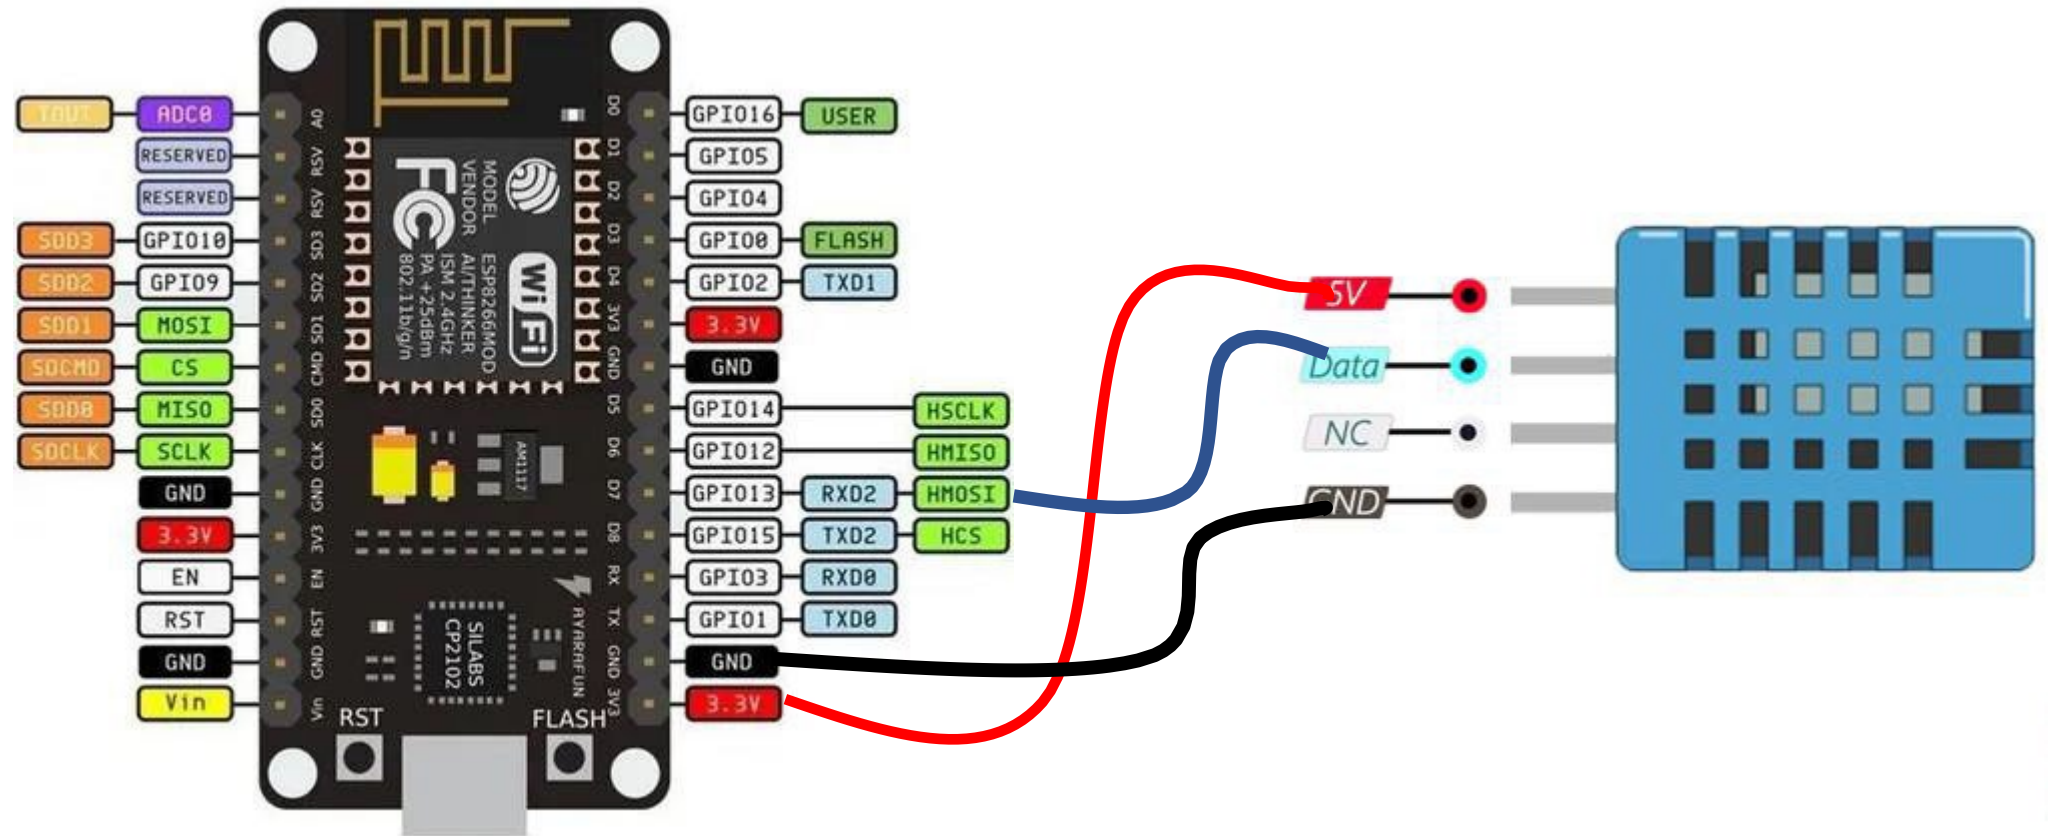 TOUT ADC0 A0 D0 GPIO16 USER
RESERVED RSV D1 GPIO5
RESERVED RSV D2 GPIO4
SDD3 GPIO10 SD3 D3 GPIO0 FLASH
SDD2 GPIO9 SD2 D4 GPIO2 TXD1
SDD1 MOSI SD1 3V3 3.3V
SDCMD CS CMD GND GND
SDD0 MISO SD0 D5 GPIO14 HSCLK
SDCLK SCLK CLK D6 GPIO12 HMISO
GND GND D7 GPIO13 RXD2 HMOSI
3.3V 3V3 D8 GPIO15 TXD2 HCS
EN EN RX GPIO3 RXD0
RST RST TX GPIO1 TXD0
GND GND GND GND
Vin Vin 3V3 3.3V
MODEL ESP8266MOD
VENDOR AI/THINKER
ISM 2.4GHz
PA +25dBm
802.11b/g/n
FC
Wi Fi
AM1117
SILABS
CP2102
AYARAFUN
RST
FLASH
5V
Data
NC
GND